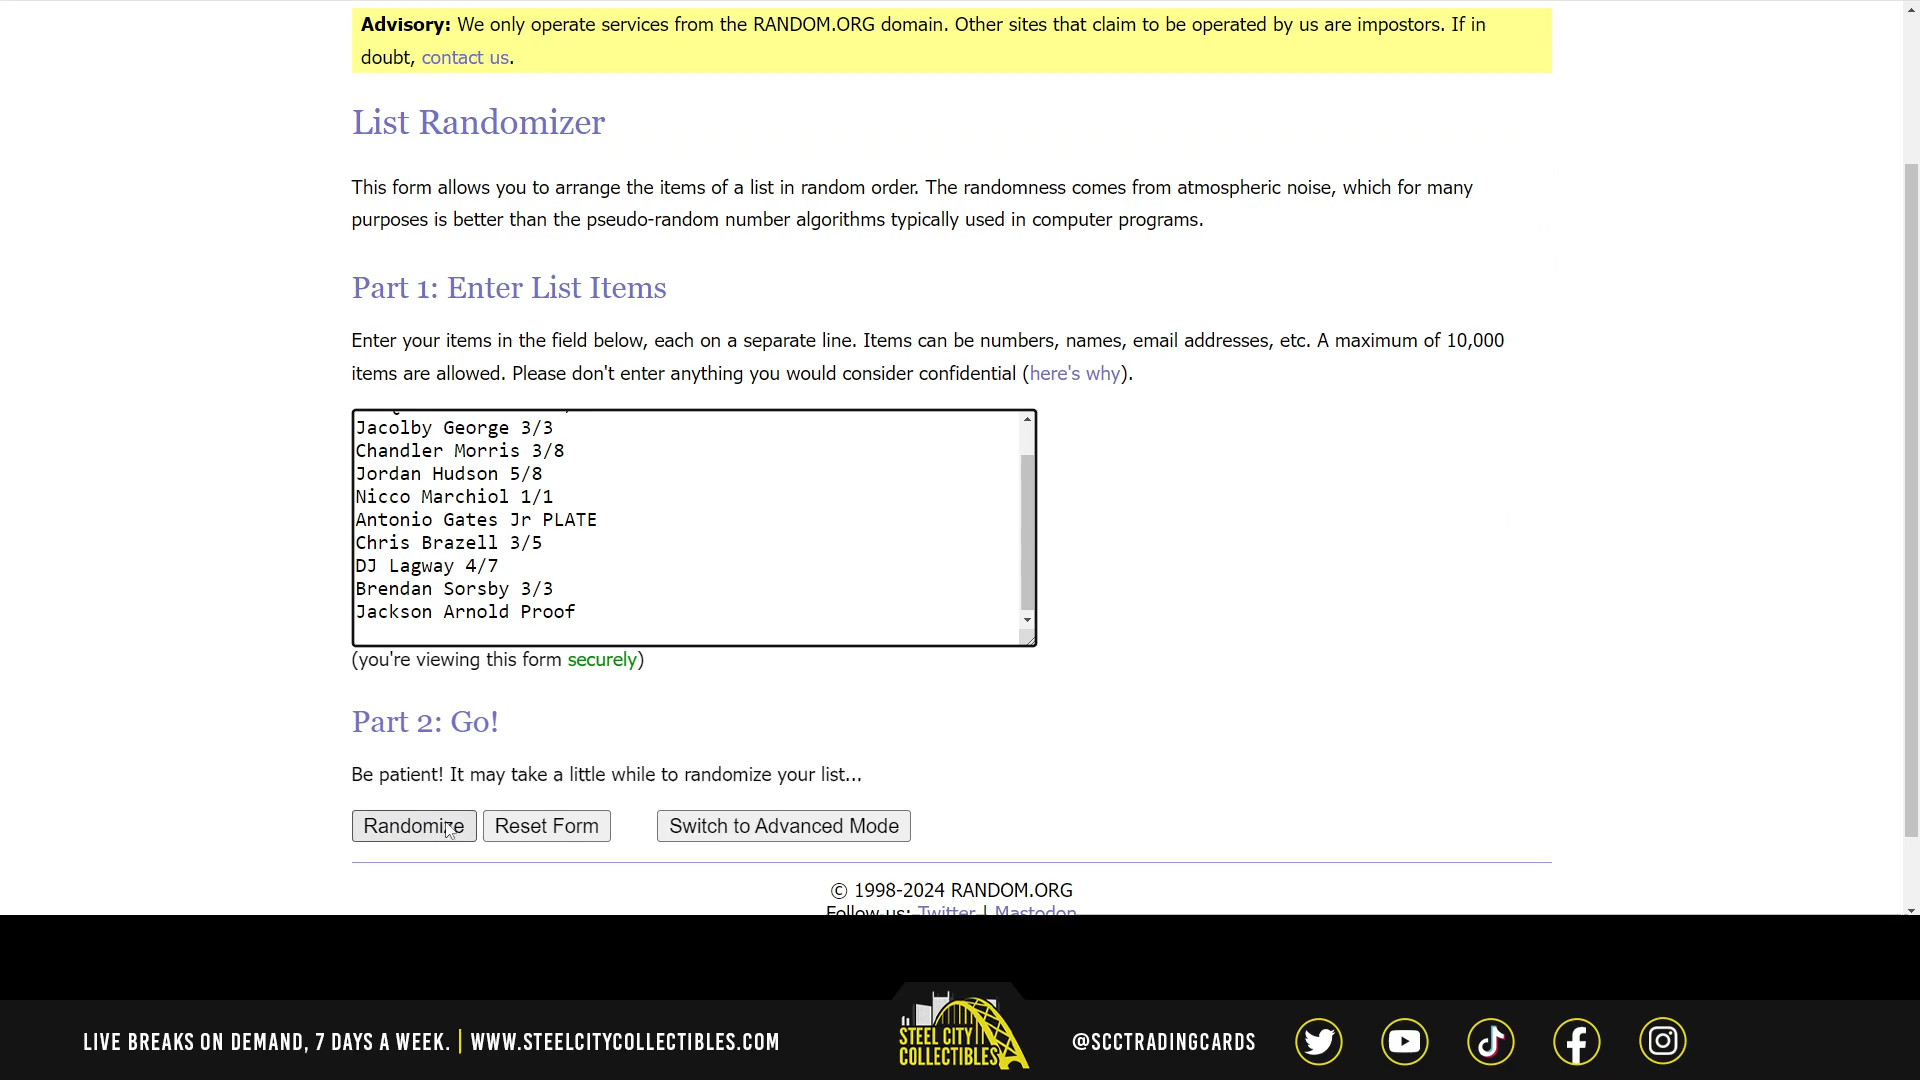 Advisory: We only operate services from the RANDOM.ORG domain. Other sites that claim to be operated by us are impostors. If in
doubt, contact us.
List Randomizer
This form allows you to arrange the items of a list in random order. The randomness comes from atmospheric noise, which for many
purposes is better than the pseudo-random number algorithms typically used in computer programs.
Part 1: Enter List Items
Enter your items in the field below, each on a separate line. Items can be numbers, names, email addresses, etc. A maximum of 10,000
items are allowed. Please don't enter anything you would consider confidential (here's why).
Jacolby George 3/3
Chandler Morris 3/8
Jordan Hudson 5/8
Nicco Marchiol 1/1
Antonio Gates Jr PLATE
Chris Brazell 3/5
DJ Lagway 4/7
Brendan Sorsby 3/3
Jackson Arnold Proof
(you're viewing this form securely)
Part 2: Go!
Be patient! It may take a little while to randomize your list...
Randomize Reset Form Switch to Advanced Mode
© 1998-2024 RANDOM.ORG
Follow us: Twitter | Mastodon
LIVE BREAKS ON DEMAND, 7 DAYS A WEEK. | WWW.STEELCITYCOLLECTIBLES.COM
STEEL CITY
COLLECTIBLES
@SCCTRADINGCARDS